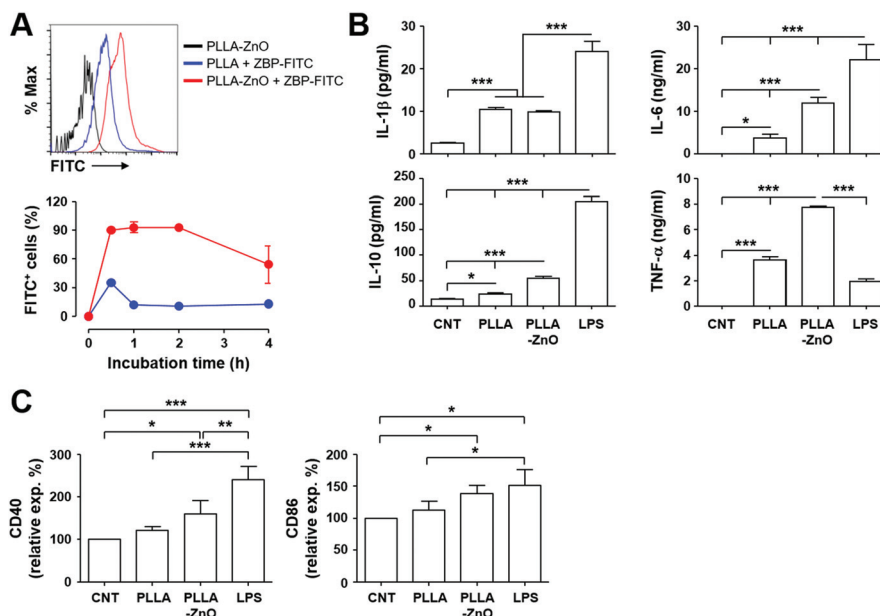 A
% Max
FITC
PLLA-ZnO
PLLA + ZBP-FITC
PLLA-ZnO + ZBP-FITC
FITC⁺ cells (%)
120
90
60
30
0
0 1 2 3 4
Incubation time (h)
B
IL-1β (pg/ml)
30
20
10
0
***
***
IL-6 (ng/ml)
30
20
10
0
***
***
*
IL-10 (pg/ml)
250
200
150
100
50
0
***
***
*
CNT PLLA PLLA LPS
-ZnO
TNF-α (ng/ml)
8
6
4
2
0
*** ***
***
CNT PLLA PLLA LPS
-ZnO
C
CD40
(relative exp. %)
300
200
100
0
***
* **
***
CNT PLLA PLLA LPS
-ZnO
CD86
(relative exp. %)
200
150
100
50
0
*
*
*
CNT PLLA PLLA LPS
-ZnO